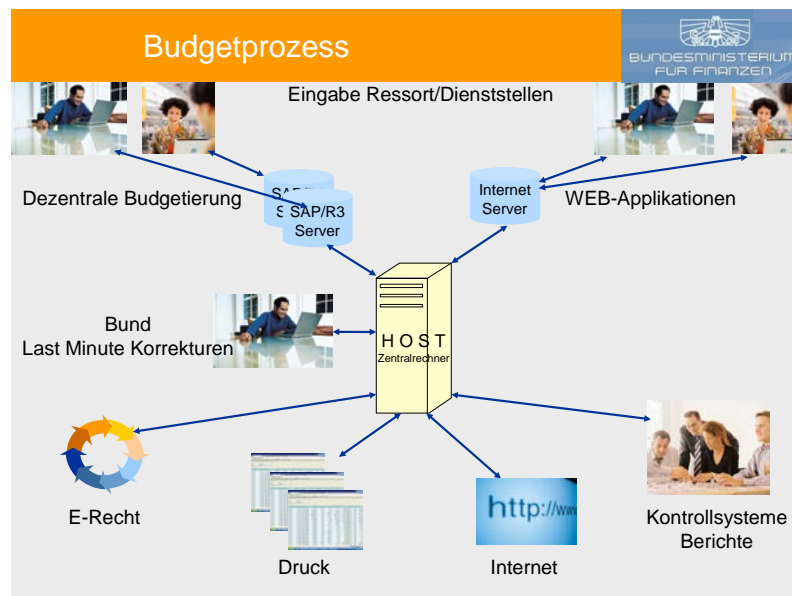 Budgetprozess
BUNDESMINISTERIUM
FÜR FINANZEN
Eingabe Ressort/Dienststellen
Dezentrale Budgetierung
SAP/R3
Server
Internet
Server
WEB-Applikationen
Bund
Last Minute Korrekturen
H O S T
Zentralrechner
http://www
E-Recht
Druck
Internet
Kontrollsysteme
Berichte